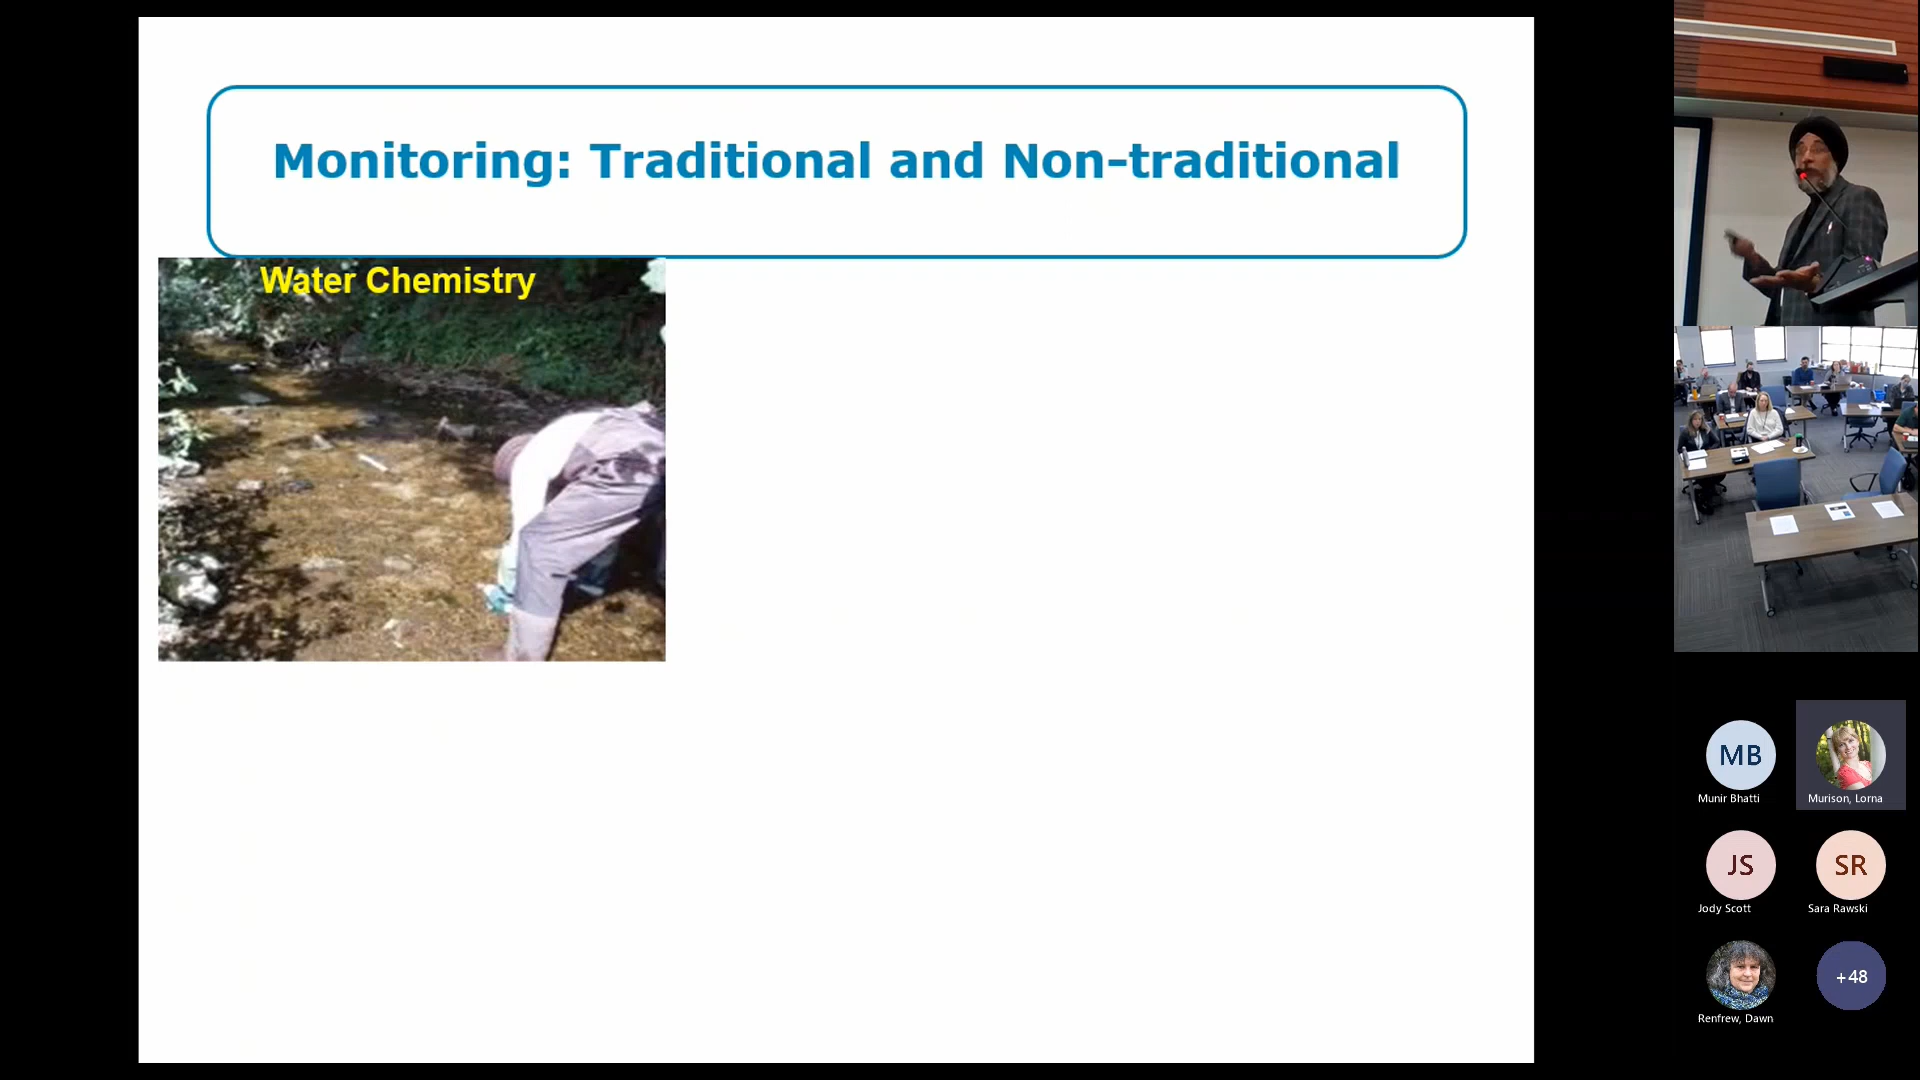 Monitoring: Traditional and Non-traditional
Water Chemistry
MB
Munir Bhatti
Murison, Lorna
JS
Jody Scott
SR
Sara Rawski
Renfrew, Dawn
+48